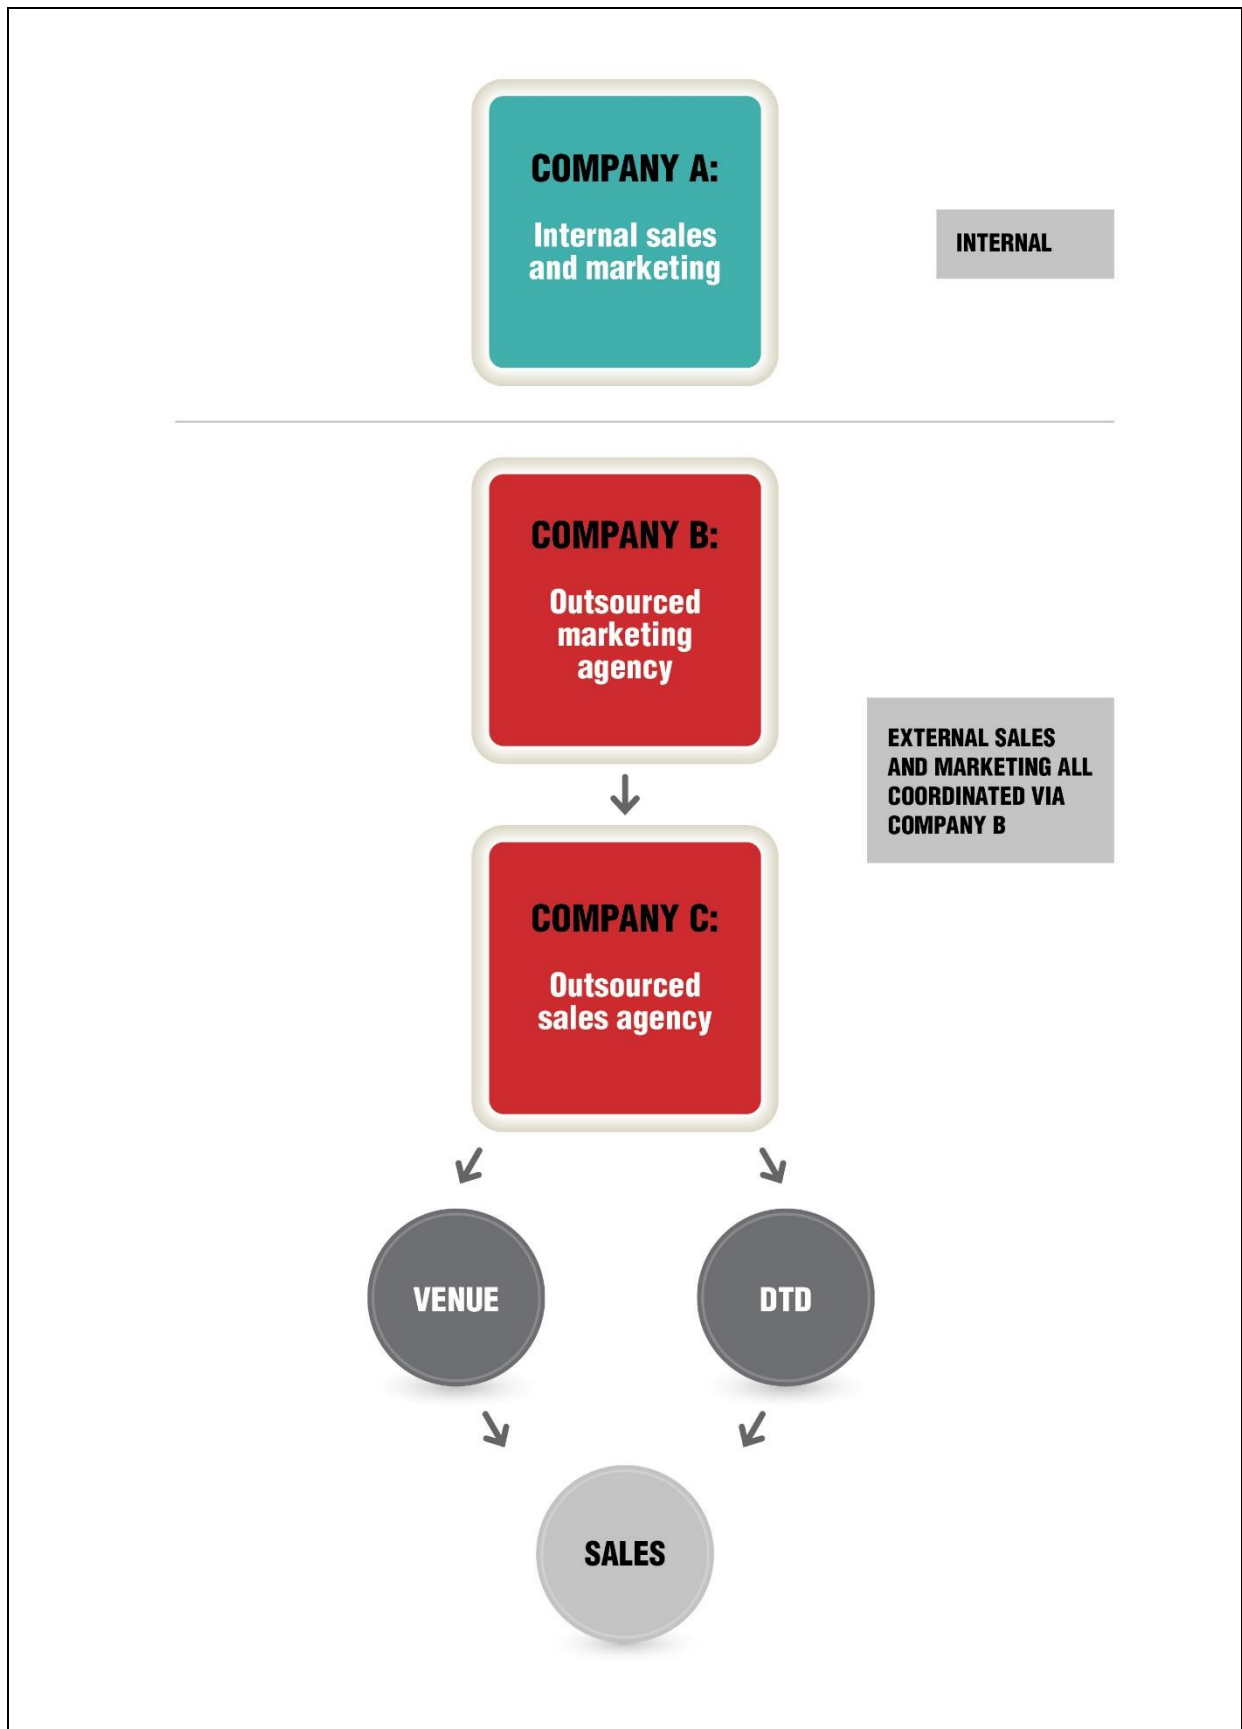 COMPANY A:
Internal sales
and marketing
INTERNAL
COMPANY B:
Outsourced
marketing
agency
EXTERNAL SALES
AND MARKETING ALL
COORDINATED VIA
COMPANY B
COMPANY C:
Outsourced
sales agency
VENUE
DTD
SALES